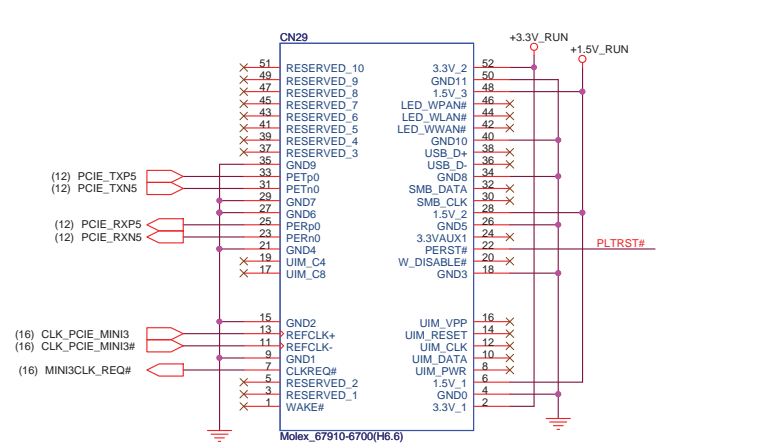 CN29
+3.3V_RUN
+1.5V_RUN
51 RESERVED_10 3.3V_2 52
49 RESERVED_9 GND11 50
47 RESERVED_8 1.5V_3 48
45 RESERVED_7 LED_WPAN# 46
43 RESERVED_6 LED_WLAN# 44
41 RESERVED_5 LED_WWAN# 42
39 RESERVED_4 GND10 40
37 RESERVED_3 USB_D+ 38
35 GND9 USB_D- 36
(12) PCIE_TXP5 33 PETp0 GND8 34
(12) PCIE_TXN5 31 PETn0 SMB_DATA 32
29 GND7 SMB_CLK 30
27 GND6 1.5V_2 28
(12) PCIE_RXP5 25 PERp0 GND5 26
(12) PCIE_RXN5 23 PERn0 3.3VAUX1 24
21 GND4 PERST# 22 PLTRST#
19 UIM_C4 W_DISABLE# 20
17 UIM_C8 GND3 18
15 GND2 UIM_VPP 16
(16) CLK_PCIE_MINI3 13 REFCLK+ UIM_RESET 14
(16) CLK_PCIE_MINI3# 11 REFCLK- UIM_CLK 12
9 GND1 UIM_DATA 10
(16) MINI3CLK_REQ# 7 CLKREQ# UIM_PWR 8
5 RESERVED_2 1.5V_1 6
3 RESERVED_1 GND0 4
1 WAKE# 3.3V_1 2
Molex_67910-6700(H6.6)